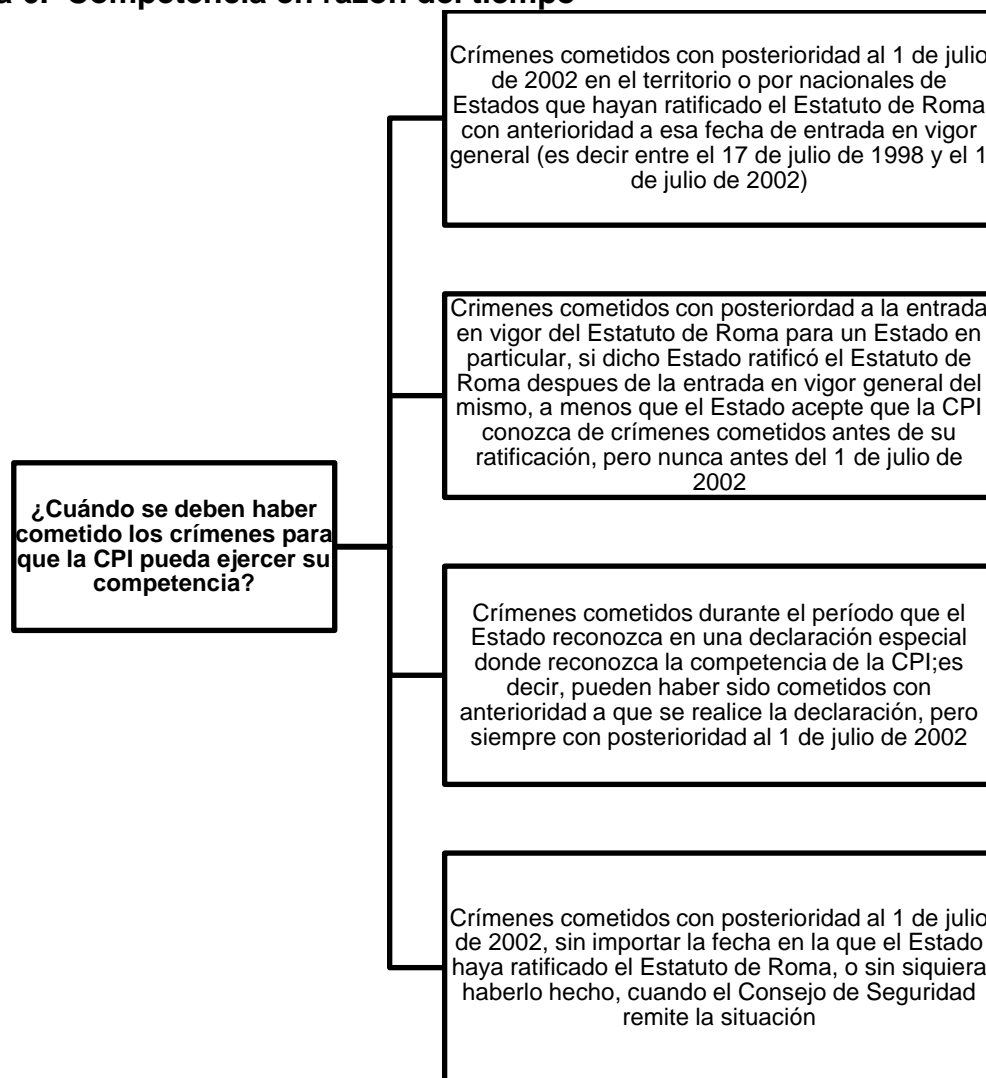 Competencia en razón del tiempo
Crímenes cometidos con posterioridad al 1 de julio
de 2002 en el territorio o por nacionales de
Estados que hayan ratificado el Estatuto de Roma
con anterioridad a esa fecha de entrada en vigor
general (es decir entre el 17 de julio de 1998 y el 1
de julio de 2002)
Crimenes cometidos con posteriordad a la entrada
en vigor del Estatuto de Roma para un Estado en
particular, si dicho Estado ratificó el Estatuto de
Roma despues de la entrada en vigor general del
mismo, a menos que el Estado acepte que la CPI
conozca de crímenes cometidos antes de su
ratificación, pero nunca antes del 1 de julio de
2002
¿Cuándo se deben haber
cometido los crímenes para
que la CPI pueda ejercer su
competencia?
Crímenes cometidos durante el período que el
Estado reconozca en una declaración especial
donde reconozca la competencia de la CPI;es
decir, pueden haber sido cometidos con
anterioridad a que se realice la declaración, pero
siempre con posterioridad al 1 de julio de 2002
Crímenes cometidos con posterioridad al 1 de julio
de 2002, sin importar la fecha en la que el Estado
haya ratificado el Estatuto de Roma, o sin siquiera
haberlo hecho, cuando el Consejo de Seguridad
remite la situación